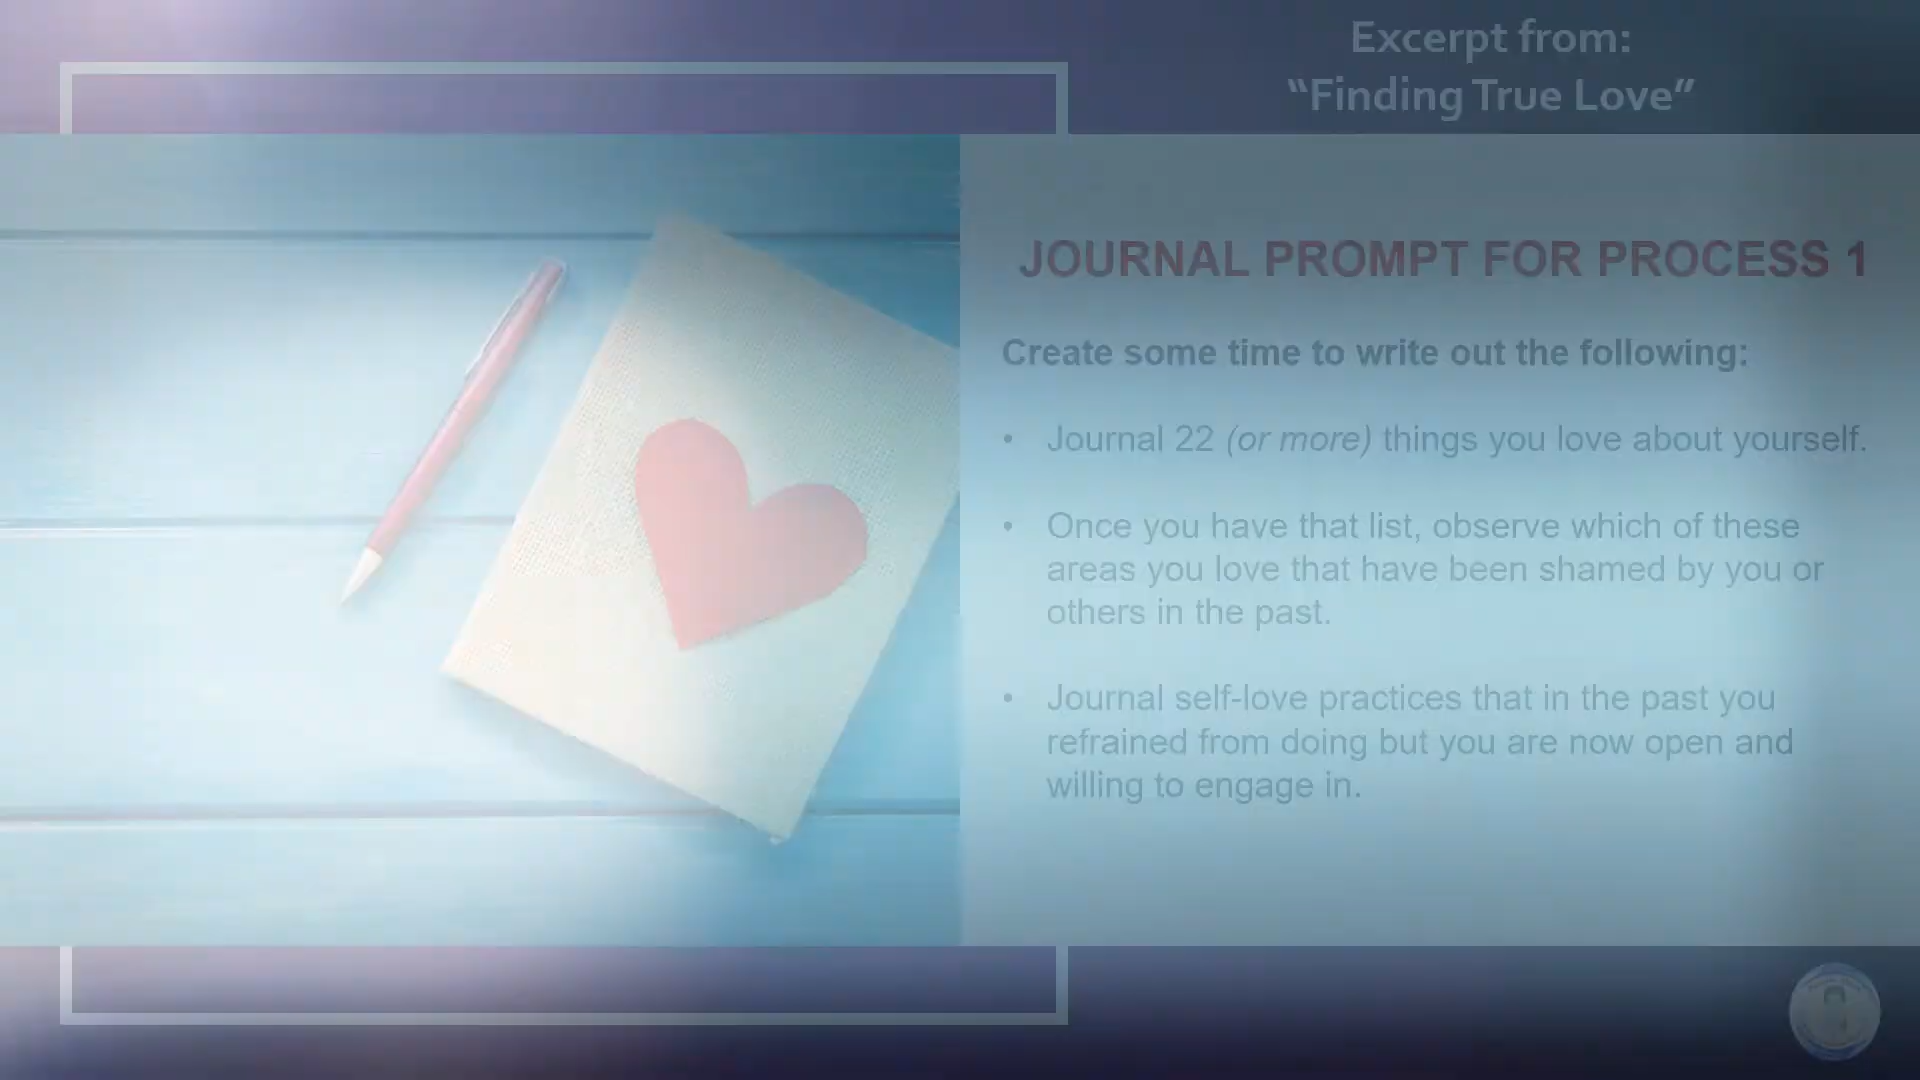 Excerpt from:
“Finding True Love”
JOURNAL PROMPT FOR PROCESS 1
Create some time to write out the following:
• Journal 22 (or more) things you love about yourself.
• Once you have that list, observe which of these
areas you love that have been shamed by you or
others in the past.
• Journal self-love practices that in the past you
refrained from doing but you are now open and
willing to engage in.